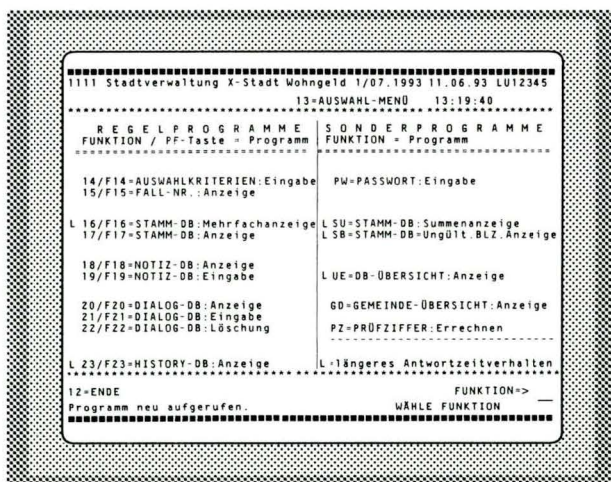 1111 Stadtverwaltung X-Stadt Wohngeld 1/07.1993 11.06.93 LU12345
13=AUSWAHL-MENÜ 13:19:40
REGELPROGRAMME
FUNKTION / PF-Taste = Programm
14/F14=AUSWAHLKRITERIEN:Eingabe
15/F15=FALL-NR.:Anzeige
L 16/F16=STAMM-DB:Mehrfachanzeige
17/F17=STAMM-DB:Anzeige
18/F18=NOTIZ-DB:Anzeige
19/F19=NOTIZ-DB:Eingabe
20/F20=DIALOG-DB:Anzeige
21/F21=DIALOG-DB:Eingabe
22/F22=DIALOG-DB:Löschung
L 23/F23=HISTORY-DB:Anzeige
SONDERPROGRAMME
FUNKTION = Programm
PW=PASSWORT:Eingabe
L SU=STAMM-DB:Summenanzeige
L SB=STAMM-DB=Ungült.BLZ.Anzeige
L UE=DB-ÜBERSICHT:Anzeige
GD=GEMEINDE-ÜBERSICHT:Anzeige
PZ=PRÜFZIFFER:Errechnen
L=längeres Antwortzeitverhalten
12=ENDE FUNKTION=> __
Programm neu aufgerufen. WÄHLE FUNKTION